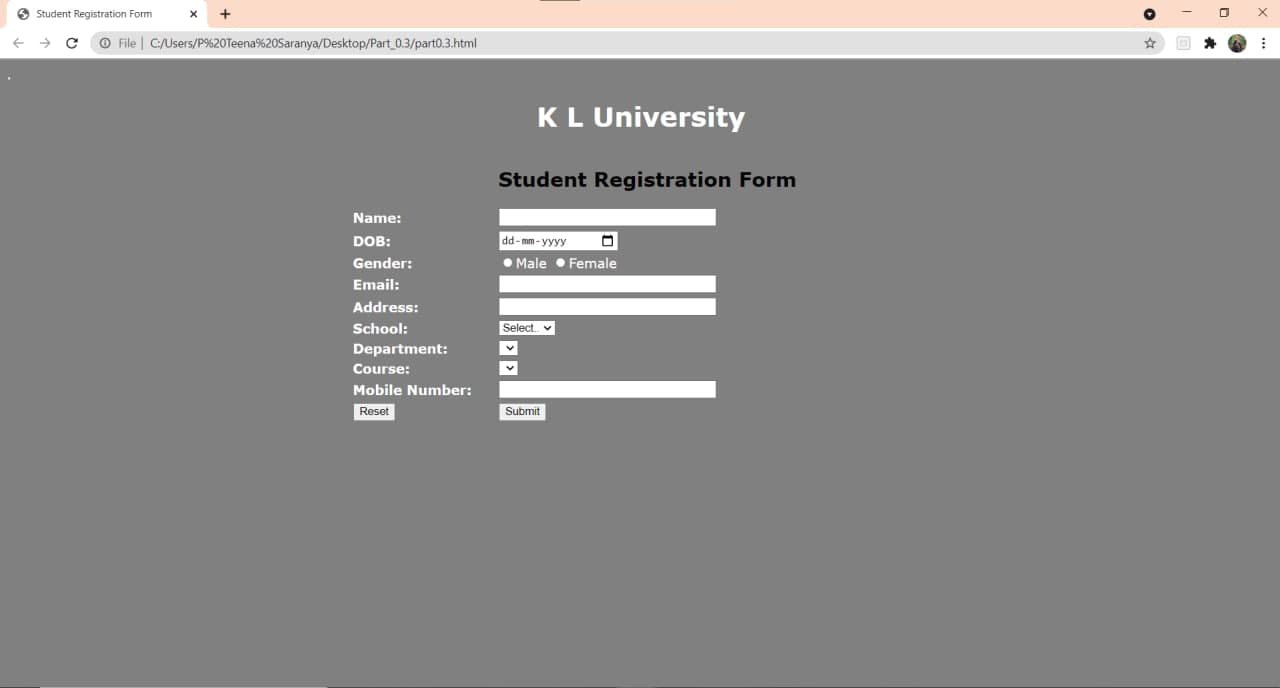 Student Registration Form
File | C:/Users/P%20Teena%20Saranya/Desktop/Part_0.3/part0.3.html
.
K L University
Student Registration Form
Name:
DOB: dd-mm-yyyy
Gender: Male Female
Email:
Address:
School: Select..
Department:
Course:
Mobile Number:
Reset Submit